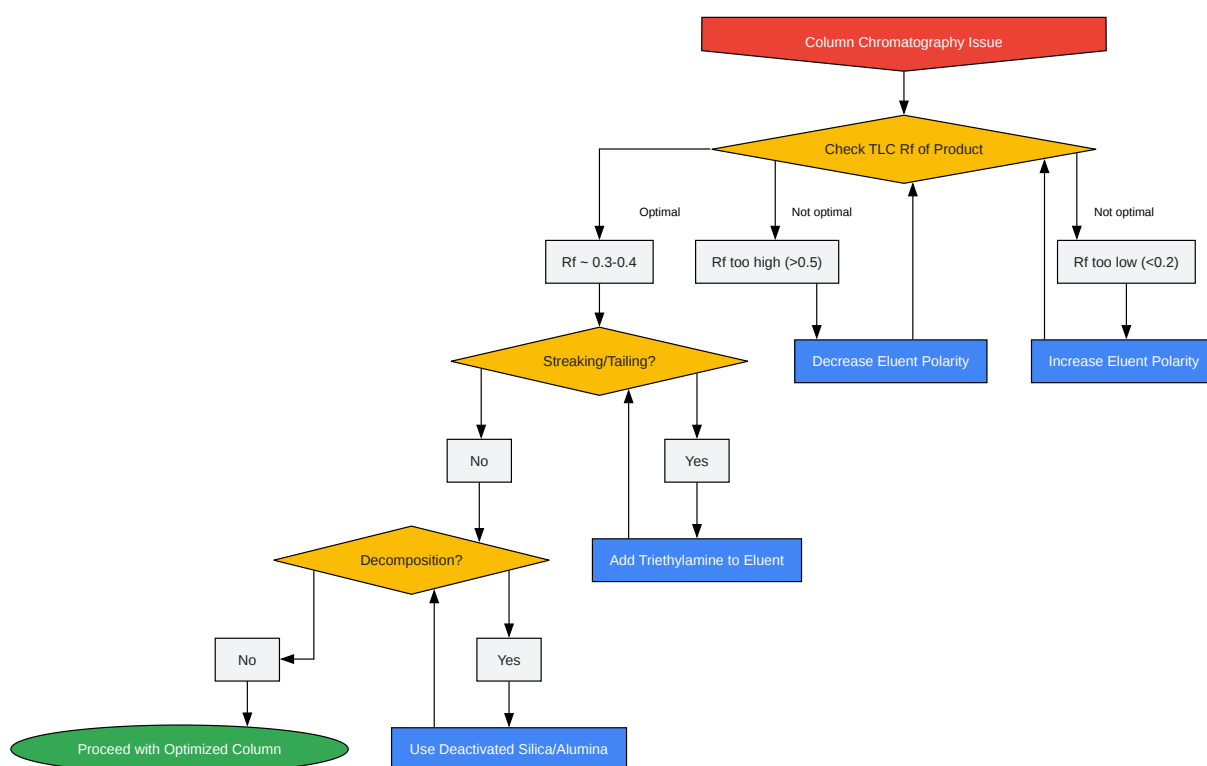 Column Chromatography Issue
Check TLC Rf of Product
Optimal
Not optimal
Not optimal
Rf ~ 0.3-0.4
Rf too high (>0.5)
Rf too low (<0.2)
Streaking/Tailing?
Decrease Eluent Polarity
Increase Eluent Polarity
No
Yes
Decomposition?
Add Triethylamine to Eluent
No
Yes
Proceed with Optimized Column
Use Deactivated Silica/Alumina